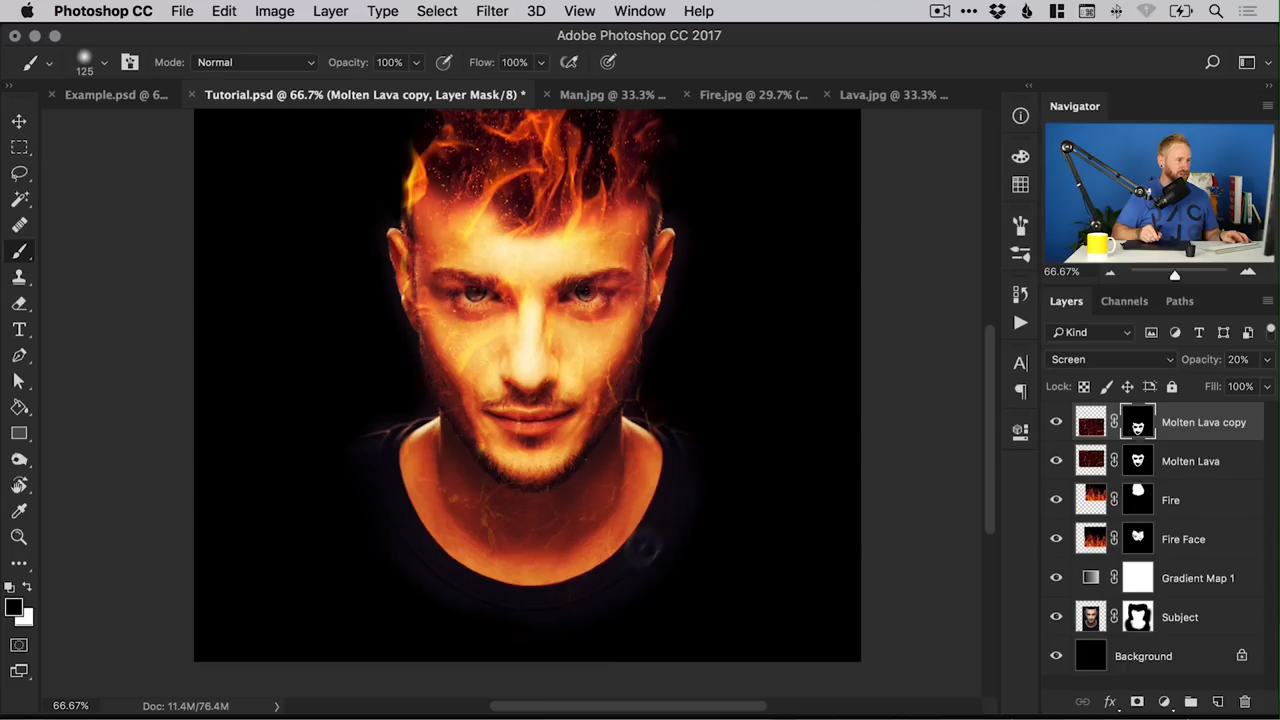 Photoshop CC File Edit Image Layer Type Select Filter 3D View Window Help
Adobe Photoshop CC 2017
125
Mode: Normal Opacity: 100% Flow: 100%
Example.psd @ 6... Tutorial.psd @ 66.7% (Molten Lava copy, Layer Mask/8) * Man.jpg @ 33.3% ... Fire.jpg @ 29.7% (... Lava.jpg @ 33.3% ...
Navigator
66.67%
Layers Channels Paths
Kind
Screen Opacity: 20%
Lock: Fill: 100%
Molten Lava copy
Molten Lava
Fire
Fire Face
Gradient Map 1
Subject
Background
66.67% Doc: 11.4M/76.4M